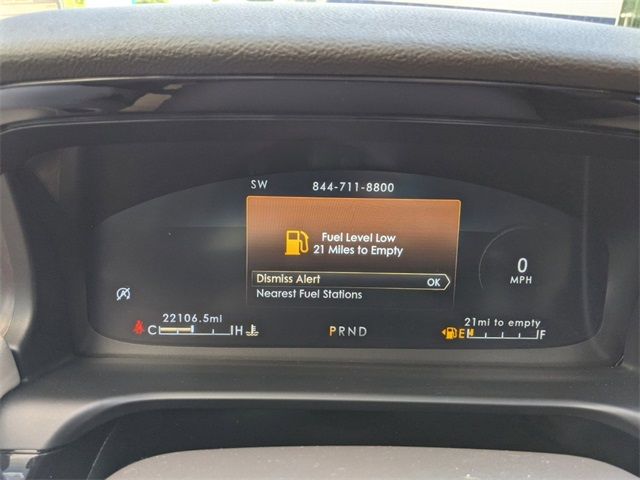 SW 844-711-8800
Fuel Level Low
21 Miles to Empty
Dismiss Alert OK
Nearest Fuel Stations
0
MPH
22106.5mi
21mi to empty
C H
PRND
E F